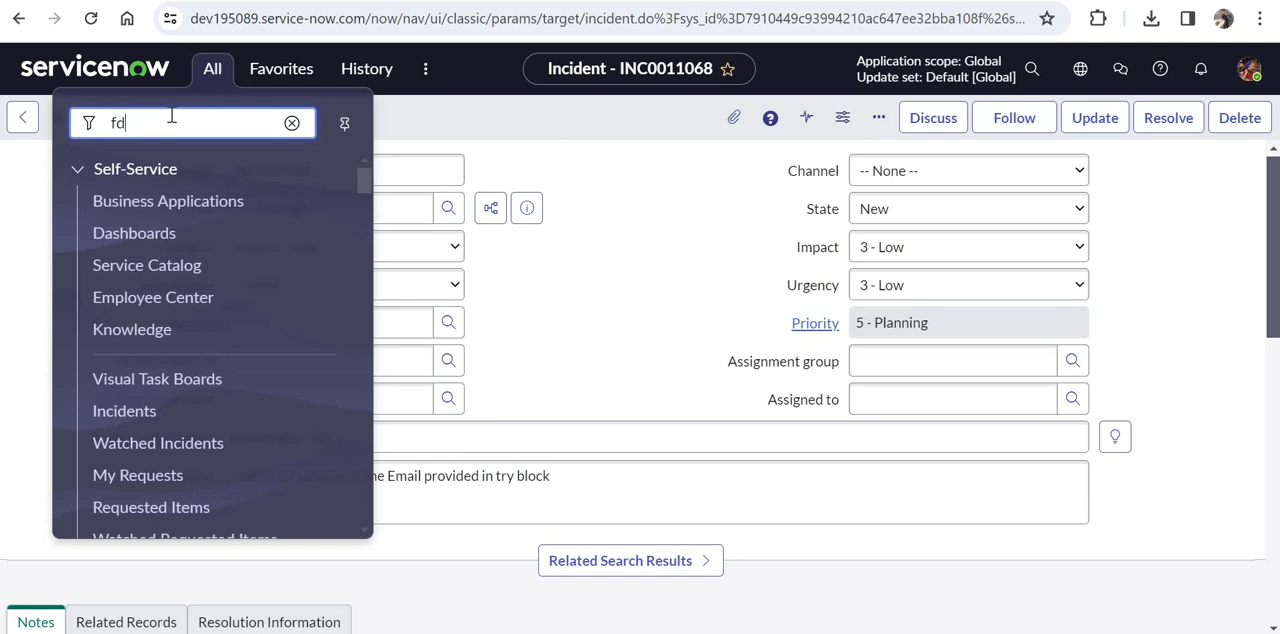 dev195089.service-now.com/now/nav/ui/classic/params/target/incident.do%3Fsys_id%3D7910449c93994210ac647ee32bba108f%26s...
servicenow
All
Favorites
History
Incident - INC0011068
Application scope: Global
Update set: Default [Global]
fd
Discuss
Follow
Update
Resolve
Delete
Self-Service
Business Applications
Dashboards
Service Catalog
Employee Center
Knowledge
Visual Task Boards
Incidents
Watched Incidents
My Requests
Requested Items
Watched Requested Items
Channel
-- None --
State
New
Impact
3 - Low
Urgency
3 - Low
Priority
5 - Planning
Assignment group
Assigned to
Email provided in try block
Related Search Results
Notes
Related Records
Resolution Information